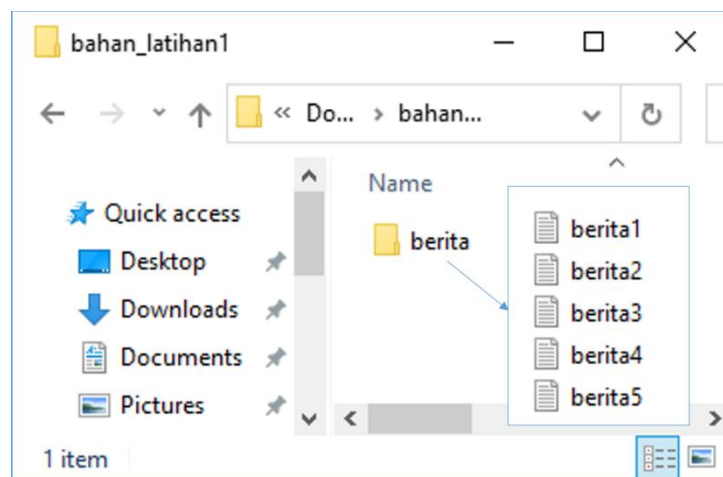 bahan_latihan1
« Do... > bahan...
Quick access
Desktop
Downloads
Documents
Pictures
Name
berita
berita1
berita2
berita3
berita4
berita5
1 item